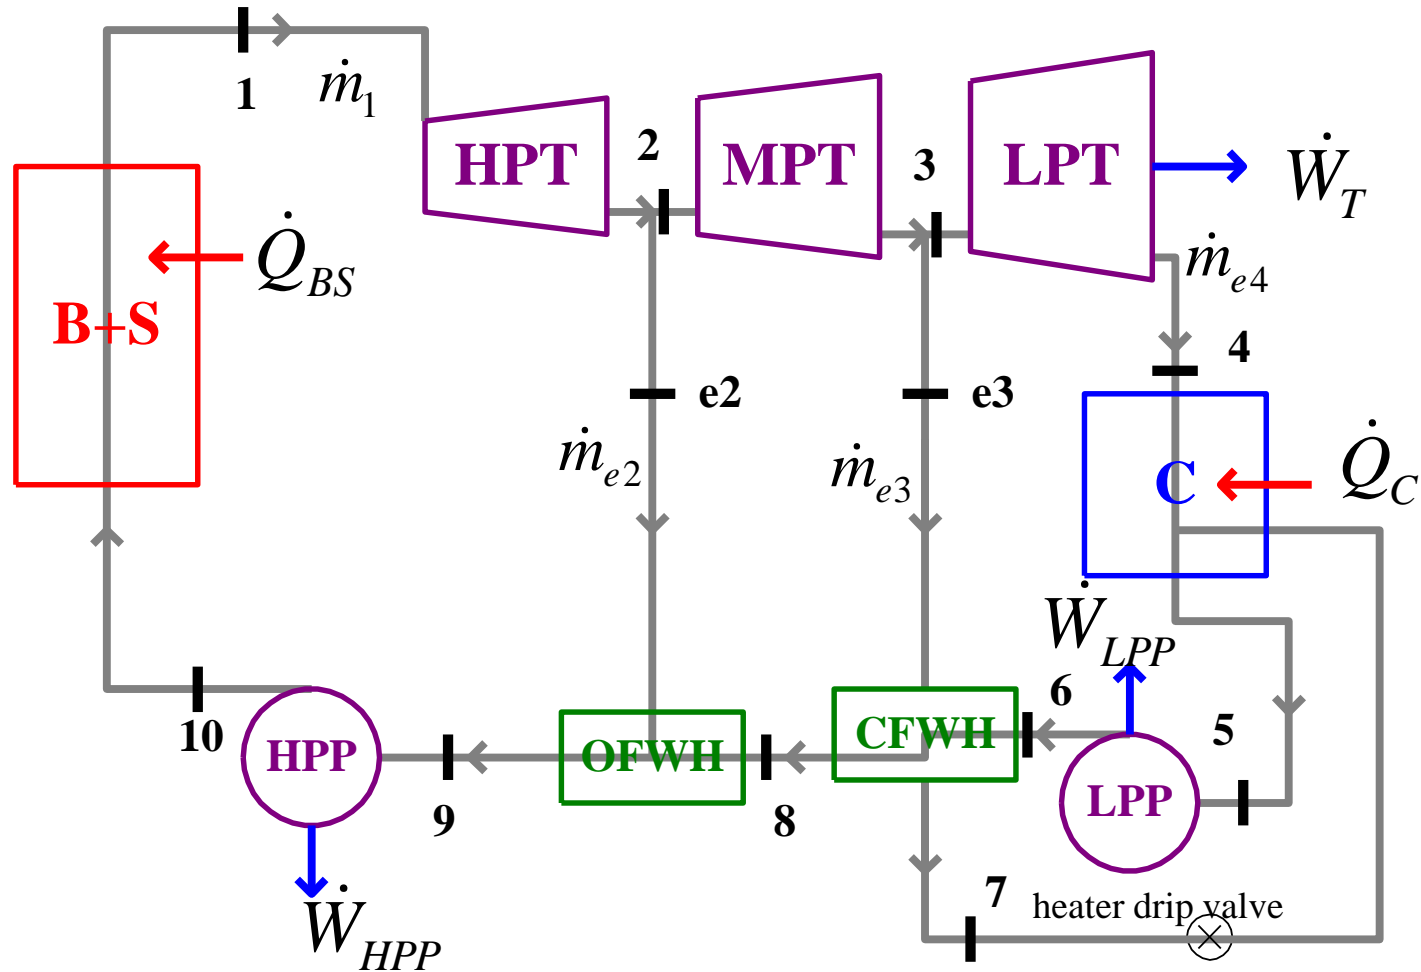 1
ṁ₁
HPT
2
MPT
3
LPT
Ẇ_T
ṁ_e4
Q̇_BS
B+S
4
e2
e3
ṁ_e2
ṁ_e3
C
Q̇_C
Ẇ_LPP
6
5
10
HPP
OFWH
CFWH
LPP
9
8
7
heater drip valve
Ẇ_HPP